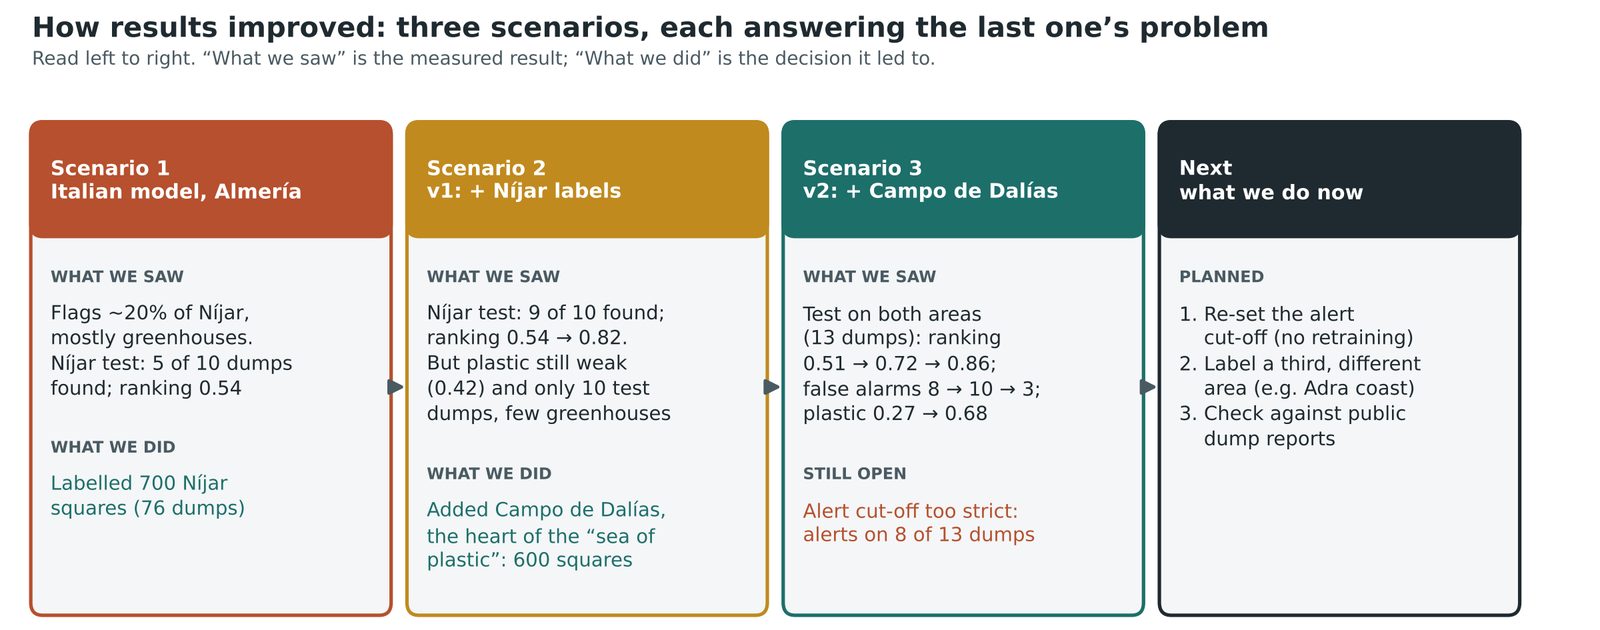 How results improved: three scenarios, each answering the last one’s problem
Read left to right. “What we saw” is the measured result; “What we did” is the decision it led to.
Scenario 1
Italian model, Almería
WHAT WE SAW
Flags ~20% of Níjar,
mostly greenhouses.
Níjar test: 5 of 10 dumps
found; ranking 0.54
WHAT WE DID
Labelled 700 Níjar
squares (76 dumps)
Scenario 2
v1: + Níjar labels
WHAT WE SAW
Níjar test: 9 of 10 found;
ranking 0.54 → 0.82.
But plastic still weak
(0.42) and only 10 test
dumps, few greenhouses
WHAT WE DID
Added Campo de Dalías,
the heart of the “sea of
plastic”: 600 squares
Scenario 3
v2: + Campo de Dalías
WHAT WE SAW
Test on both areas
(13 dumps): ranking
0.51 → 0.72 → 0.86;
false alarms 8 → 10 → 3;
plastic 0.27 → 0.68
STILL OPEN
Alert cut-off too strict:
alerts on 8 of 13 dumps
Next
what we do now
PLANNED
1. Re-set the alert
cut-off (no retraining)
2. Label a third, different
area (e.g. Adra coast)
3. Check against public
dump reports